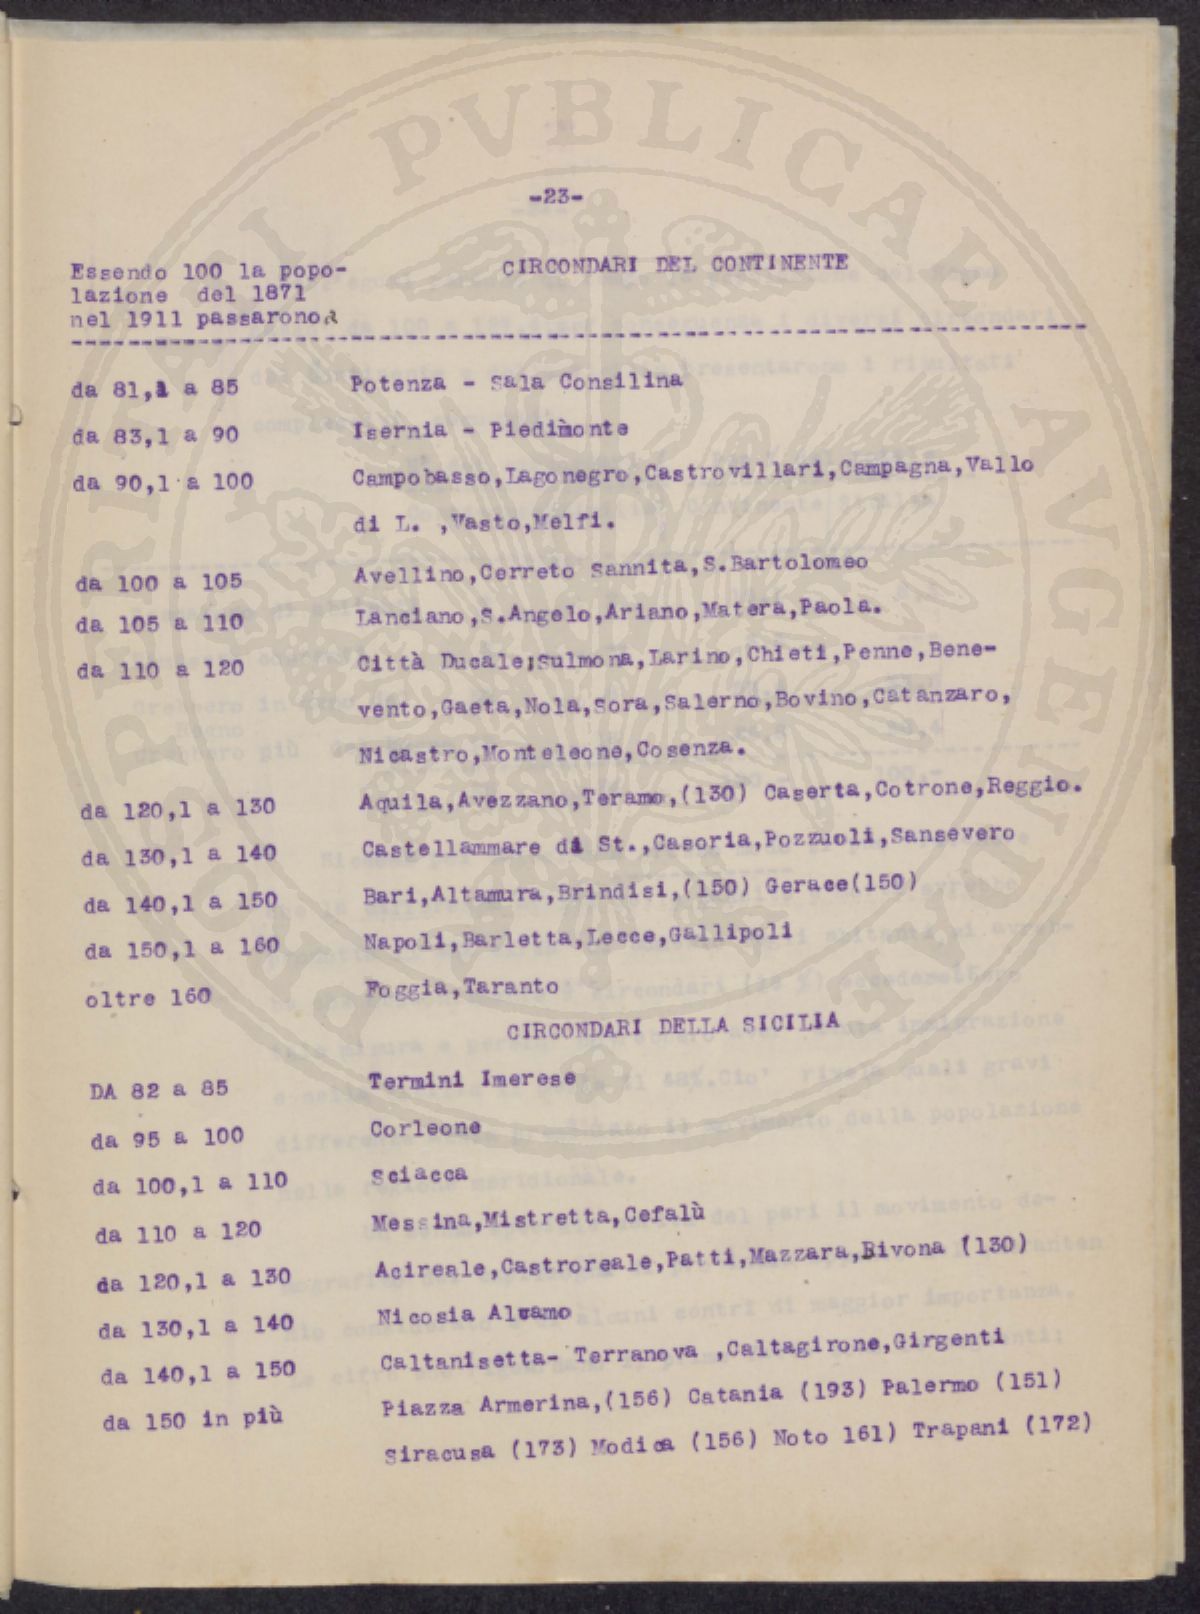 -23-
Essendo 100 la popo-
lazione del 1871
nel 1911 passarono a
CIRCONDARI DEL CONTINENTE
da 81,1 a 85 Potenza - Sala Consilina
da 83,1 a 90 Isernia - Piedimonte
da 90,1 a 100 Campobasso,Lagonegro,Castrovillari,Campagna,Vallo
di L. ,Vasto,Melfi.
da 100 a 105 Avellino,Cerreto Sannita,S.Bartolomeo
da 105 a 110 Lanciano,S.Angelo,Ariano,Matera,Paola.
da 110 a 120 Città Ducale;Sulmona,Larino,Chieti,Penne,Bene-
vento,Gaeta,Nola,Sora,Salerno,Bovino,Catanzaro,
Nicastro,Monteleone,Cosenza.
da 120,1 a 130 Aquila,Avezzano,Teramo,(130) Caserta,Cotrone,Reggio.
da 130,1 a 140 Castellammare di St.,Casoria,Pozzuoli,Sansevero
da 140,1 a 150 Bari,Altamura,Brindisi,(150) Gerace(150)
da 150,1 a 160 Napoli,Barletta,Lecce,Gallipoli
oltre 160 Foggia,Taranto
CIRCONDARI DELLA SICILIA
DA 82 a 85 Termini Imerese
da 95 a 100 Corleone
da 100,1 a 110 Sciacca
da 110 a 120 Messina,Mistretta,Cefalù
da 120,1 a 130 Acireale,Castroreale,Patti,Mazzara,Bivona (130)
da 130,1 a 140 Nicosia Alcamo
da 140,1 a 150 Caltanisetta- Terranova ,Caltagirone,Girgenti
da 150 in più Piazza Armerina,(156) Catania (193) Palermo (151)
Siracusa (173) Modica (156) Noto 161) Trapani (172)
PROSPERITATI PVBLICAE AVGENDAE